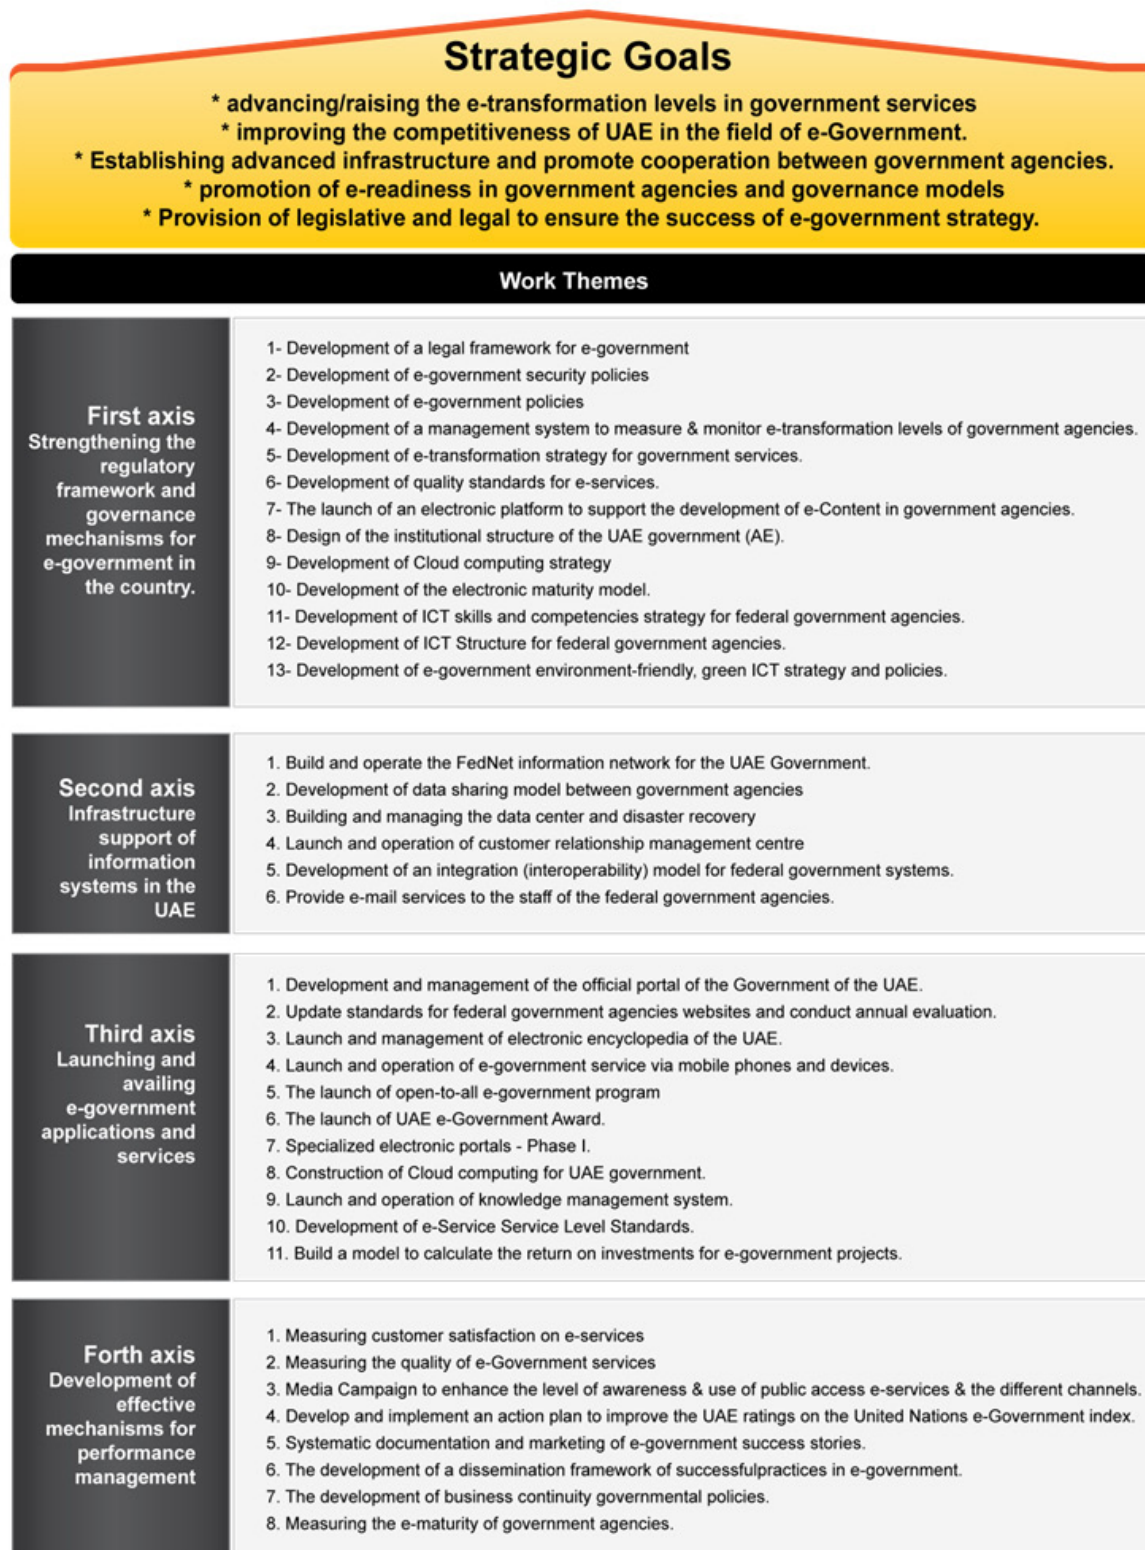 Strategic Goals
* advancing/raising the e-transformation levels in government services
* improving the competitiveness of UAE in the field of e-Government.
* Establishing advanced infrastructure and promote cooperation between government agencies.
* promotion of e-readiness in government agencies and governance models
* Provision of legislative and legal to ensure the success of e-government strategy.
Work Themes
First axis
Strengthening the
regulatory
framework and
governance
mechanisms for
e-government in
the country.
1- Development of a legal framework for e-government
2- Development of e-government security policies
3- Development of e-government policies
4- Development of a management system to measure & monitor e-transformation levels of government agencies.
5- Development of e-transformation strategy for government services.
6- Development of quality standards for e-services.
7- The launch of an electronic platform to support the development of e-Content in government agencies.
8- Design of the institutional structure of the UAE government (AE).
9- Development of Cloud computing strategy
10- Development of the electronic maturity model.
11- Development of ICT skills and competencies strategy for federal government agencies.
12- Development of ICT Structure for federal government agencies.
13- Development of e-government environment-friendly, green ICT strategy and policies.
Second axis
Infrastructure
support of
information
systems in the
UAE
1. Build and operate the FedNet information network for the UAE Government.
2. Development of data sharing model between government agencies
3. Building and managing the data center and disaster recovery
4. Launch and operation of customer relationship management centre
5. Development of an integration (interoperability) model for federal government systems.
6. Provide e-mail services to the staff of the federal government agencies.
Third axis
Launching and
availing
e-government
applications and
services
1. Development and management of the official portal of the Government of the UAE.
2. Update standards for federal government agencies websites and conduct annual evaluation.
3. Launch and management of electronic encyclopedia of the UAE.
4. Launch and operation of e-government service via mobile phones and devices.
5. The launch of open-to-all e-government program
6. The launch of UAE e-Government Award.
7. Specialized electronic portals - Phase I.
8. Construction of Cloud computing for UAE government.
9. Launch and operation of knowledge management system.
10. Development of e-Service Service Level Standards.
11. Build a model to calculate the return on investments for e-government projects.
Forth axis
Development of
effective
mechanisms for
performance
management
1. Measuring customer satisfaction on e-services
2. Measuring the quality of e-Government services
3. Media Campaign to enhance the level of awareness & use of public access e-services & the different channels.
4. Develop and implement an action plan to improve the UAE ratings on the United Nations e-Government index.
5. Systematic documentation and marketing of e-government success stories.
6. The development of a dissemination framework of successfulpractices in e-government.
7. The development of business continuity governmental policies.
8. Measuring the e-maturity of government agencies.